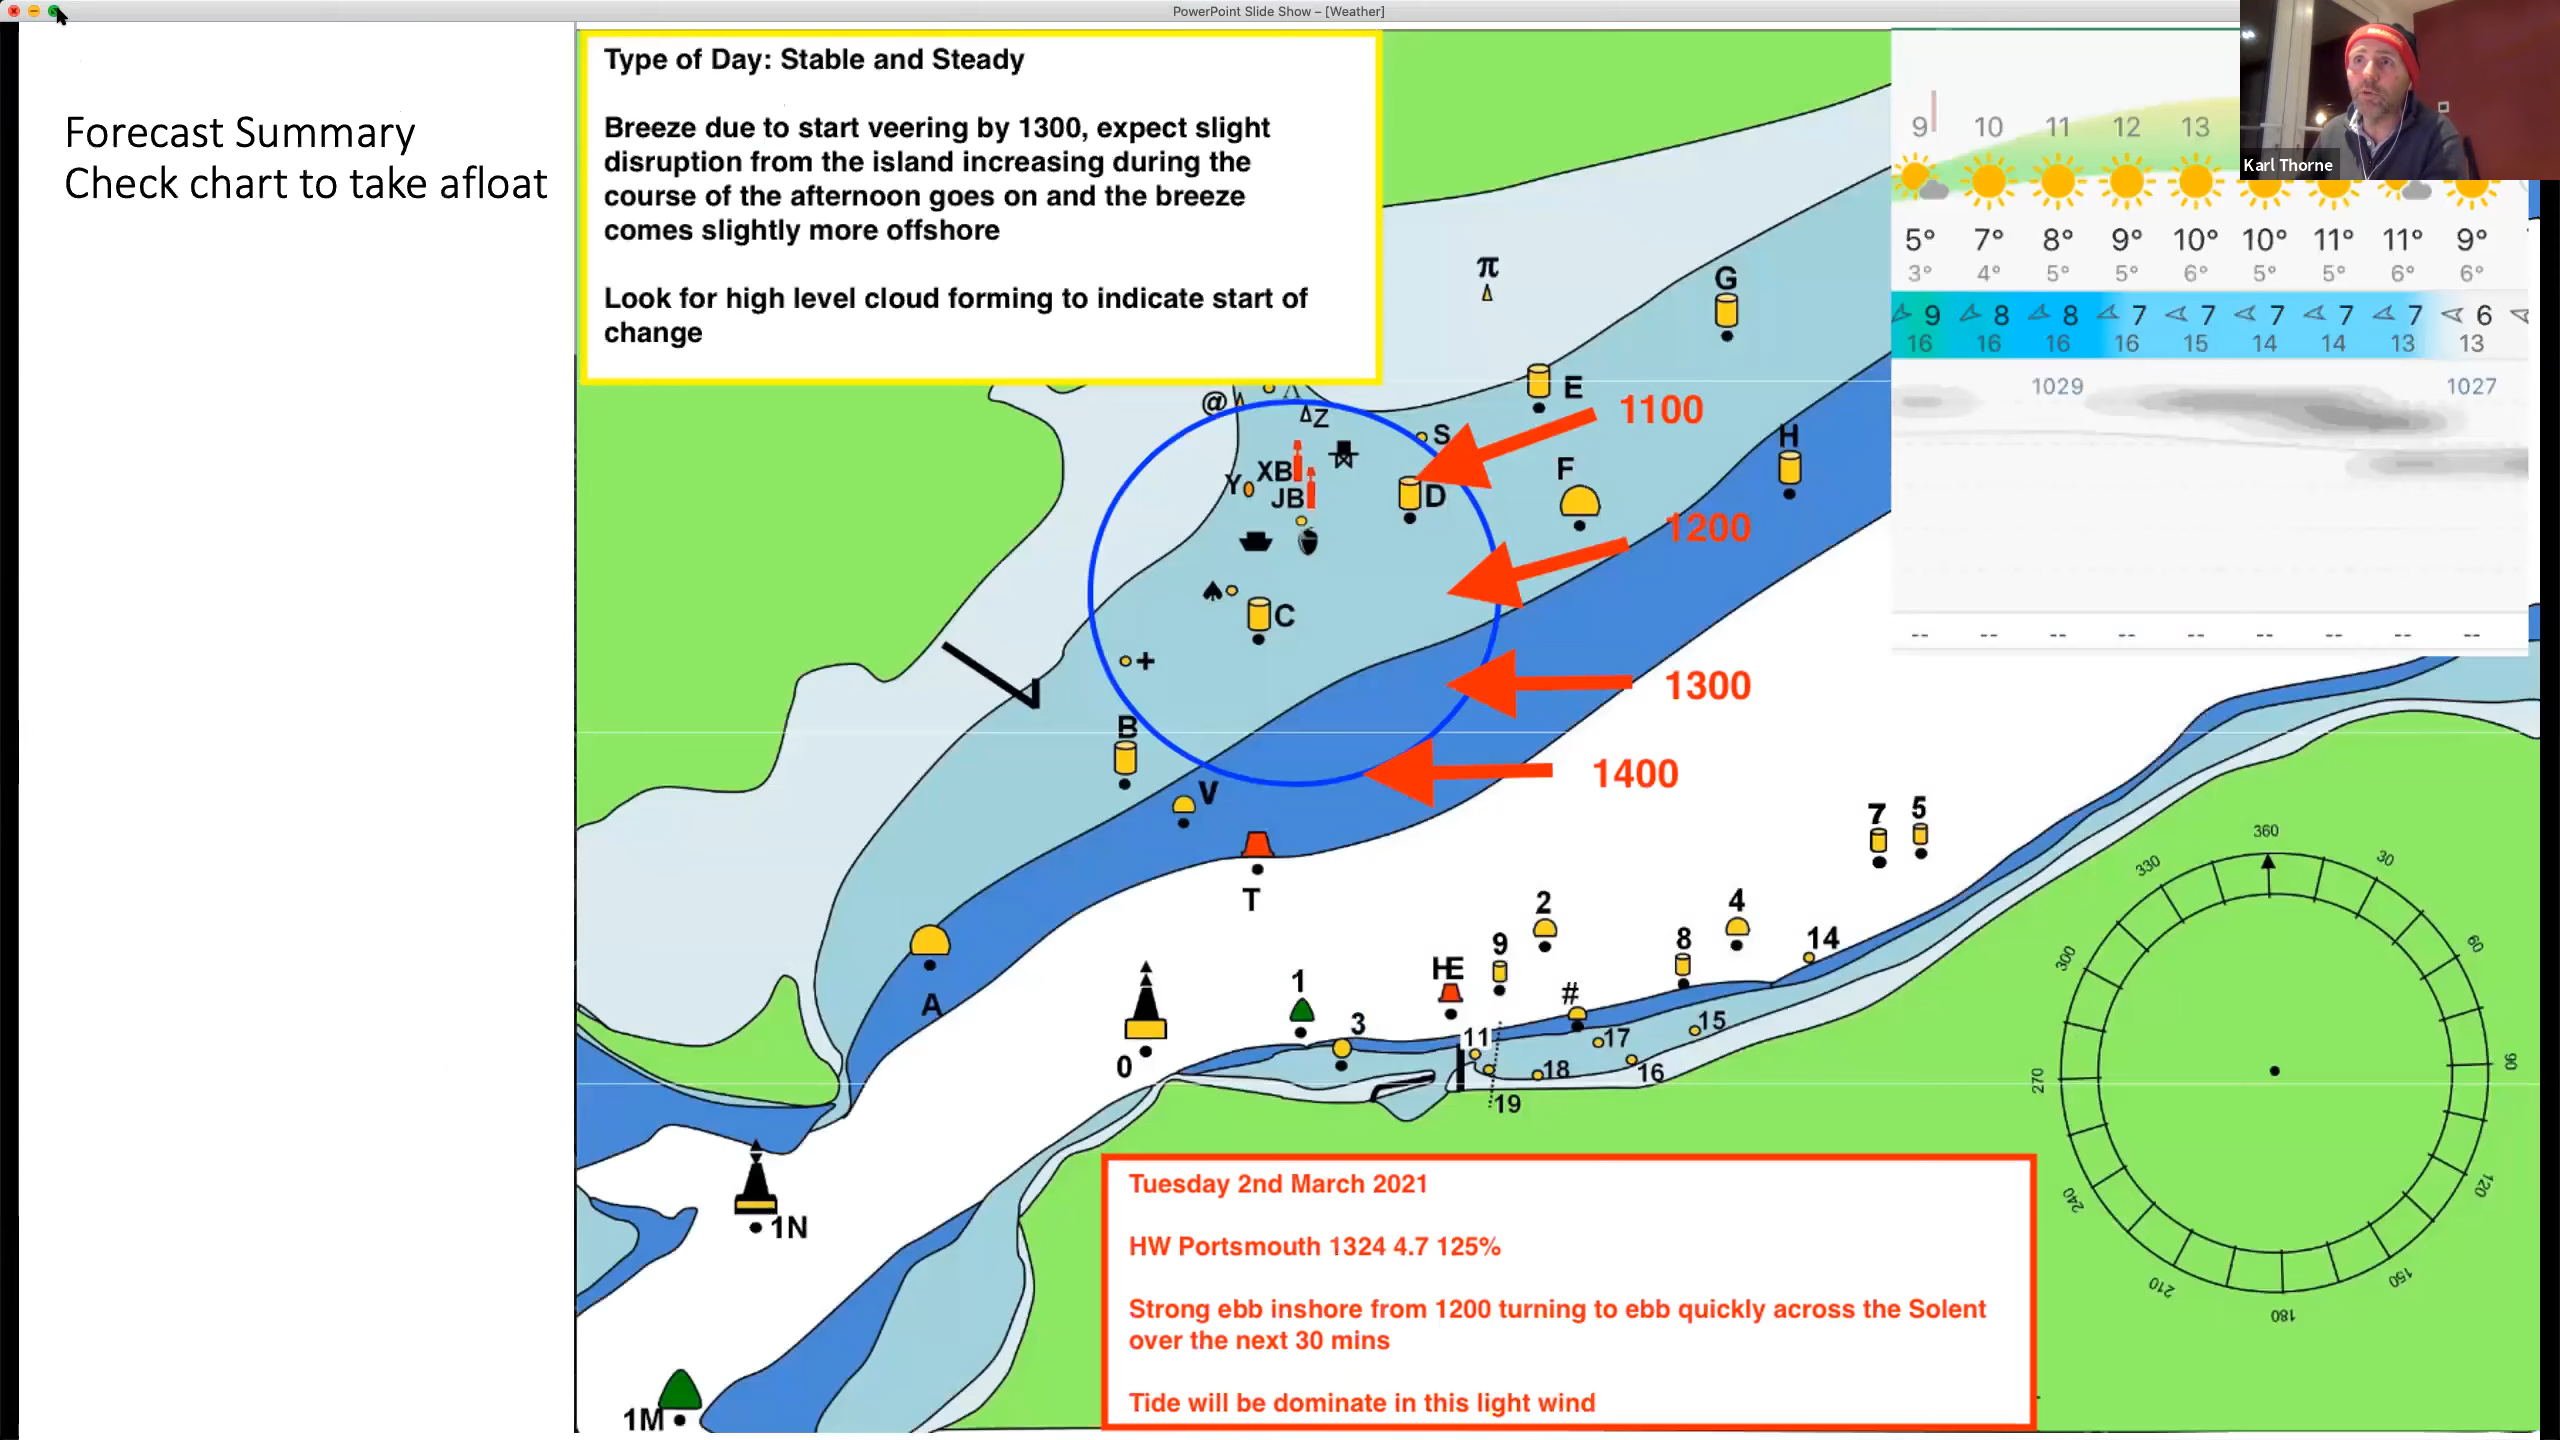 PowerPoint Slide Show – [Weather]
Forecast Summary
Check chart to take afloat
Type of Day: Stable and Steady
Breeze due to start veering by 1300, expect slight
disruption from the island increasing during the
course of the afternoon goes on and the breeze
comes slightly more offshore
Look for high level cloud forming to indicate start of
change
Karl Thorne
9 10 11 12 13
5° 7° 8° 9° 10° 10° 11° 11° 9°
3° 4° 5° 5° 6° 5° 5° 6° 6°
9 8 8 7 7 7 7 7 6
16 16 16 16 15 14 14 13 13
1029 1027
-- -- -- -- -- -- -- -- --
π
G
E
1100
@
Z
S
H
XB
F
Y
JB
D
1200
C
+
1300
B
1400
V
7 5
T
2 4
9 8 14
HE
A
1
#
3
15
11 17
0
18 16
19
1N
1M
360
30
60
90
120
150
180
210
240
270
300
330
Tuesday 2nd March 2021
HW Portsmouth 1324 4.7 125%
Strong ebb inshore from 1200 turning to ebb quickly across the Solent
over the next 30 mins
Tide will be dominate in this light wind